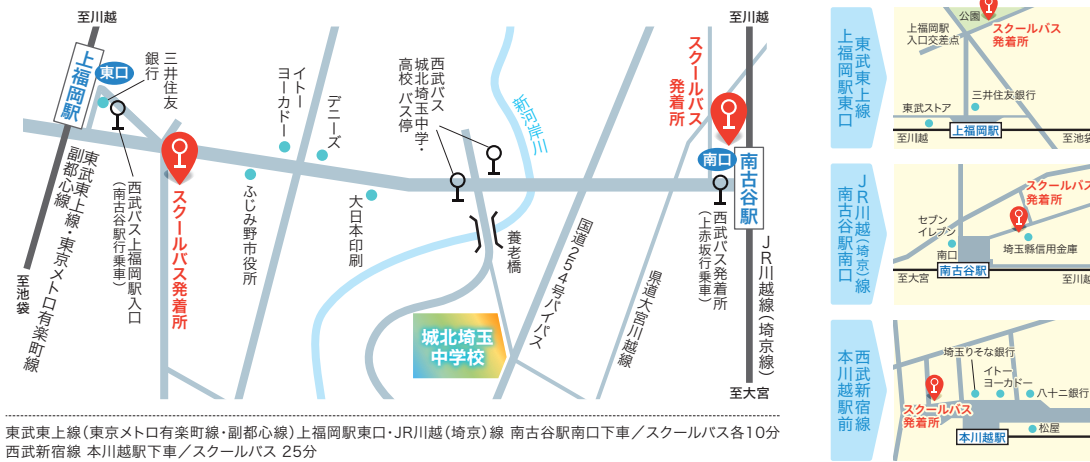 至川越
上福岡駅
東口
三井住友
銀行
西武バス上福岡駅入口
(南古谷駅行乗車)
東武東上線・東京メトロ有楽町線
副都心線
至池袋
スクールバス発着所
ふじみ野市役所
イトー
ヨーカドー
デニーズ
大日本印刷
西武バス
城北埼玉中学・
高校 バス停
新河岸川
養老橋
城北埼玉
中学校
国道254号バイパス
県道大宮川越線
スクールバス
発着所
至川越
南口
南古谷駅
西武バス発着所
(上赤坂行乗車)
JR川越線(埼京線)
至大宮
東武東上線(東京メトロ有楽町線・副都心線)上福岡駅東口・JR川越(埼京)線 南古谷駅南口下車/スクールバス各10分
西武新宿線 本川越駅下車/スクールバス 25分
東武東上線
上福岡駅東口
公園
スクールバス
発着所
上福岡駅
入口交差点
三井住友銀行
東武ストア
至川越
上福岡駅
至池袋
JR川越(埼京)線
南古谷駅南口
スクールバス
発着所
セブン
イレブン
南口
埼玉縣信用金庫
至大宮
南古谷駅
至川越
西武新宿線
本川越駅前
埼玉りそな銀行
イトー
ヨーカドー
八十二銀行
スクールバス
発着所
松屋
本川越駅